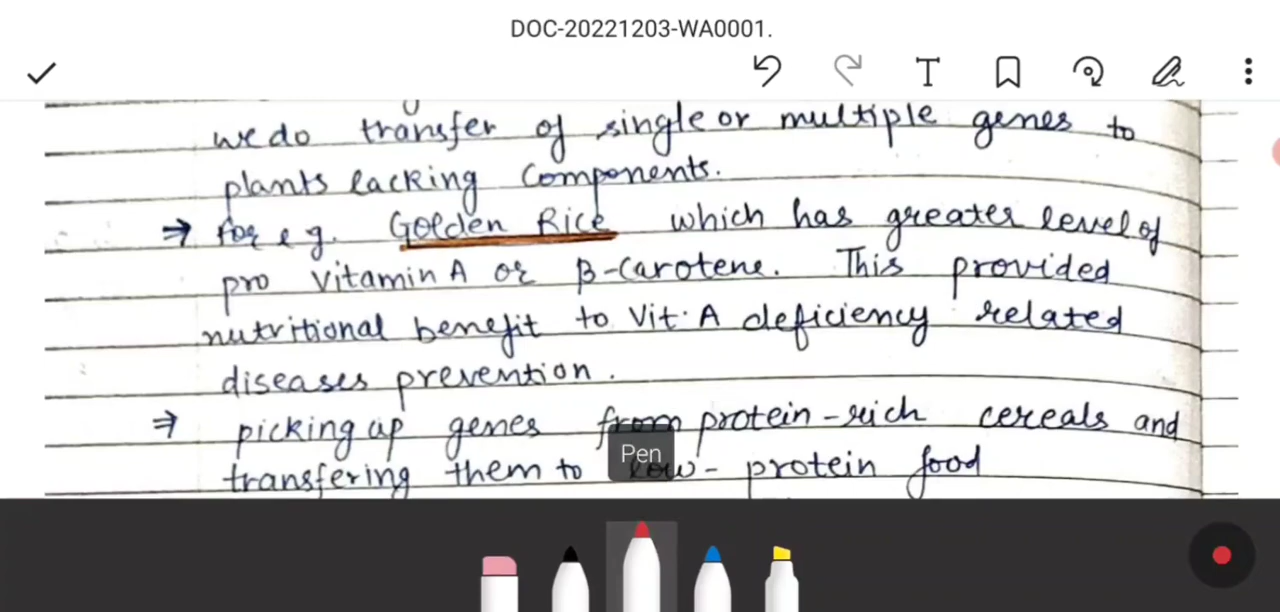 DOC-20221203-WA0001.
T
we do transfer of single or multiple genes to
plants lacking components.
⇒ for e g. Golden Rice which has greater level of
pro vitamin A or β-carotene. This provided
nutritional benefit to Vit. A deficiency related
diseases prevention.
⇒ picking up genes from protein-rich cereals and
Pen
transfering them to low-protein food